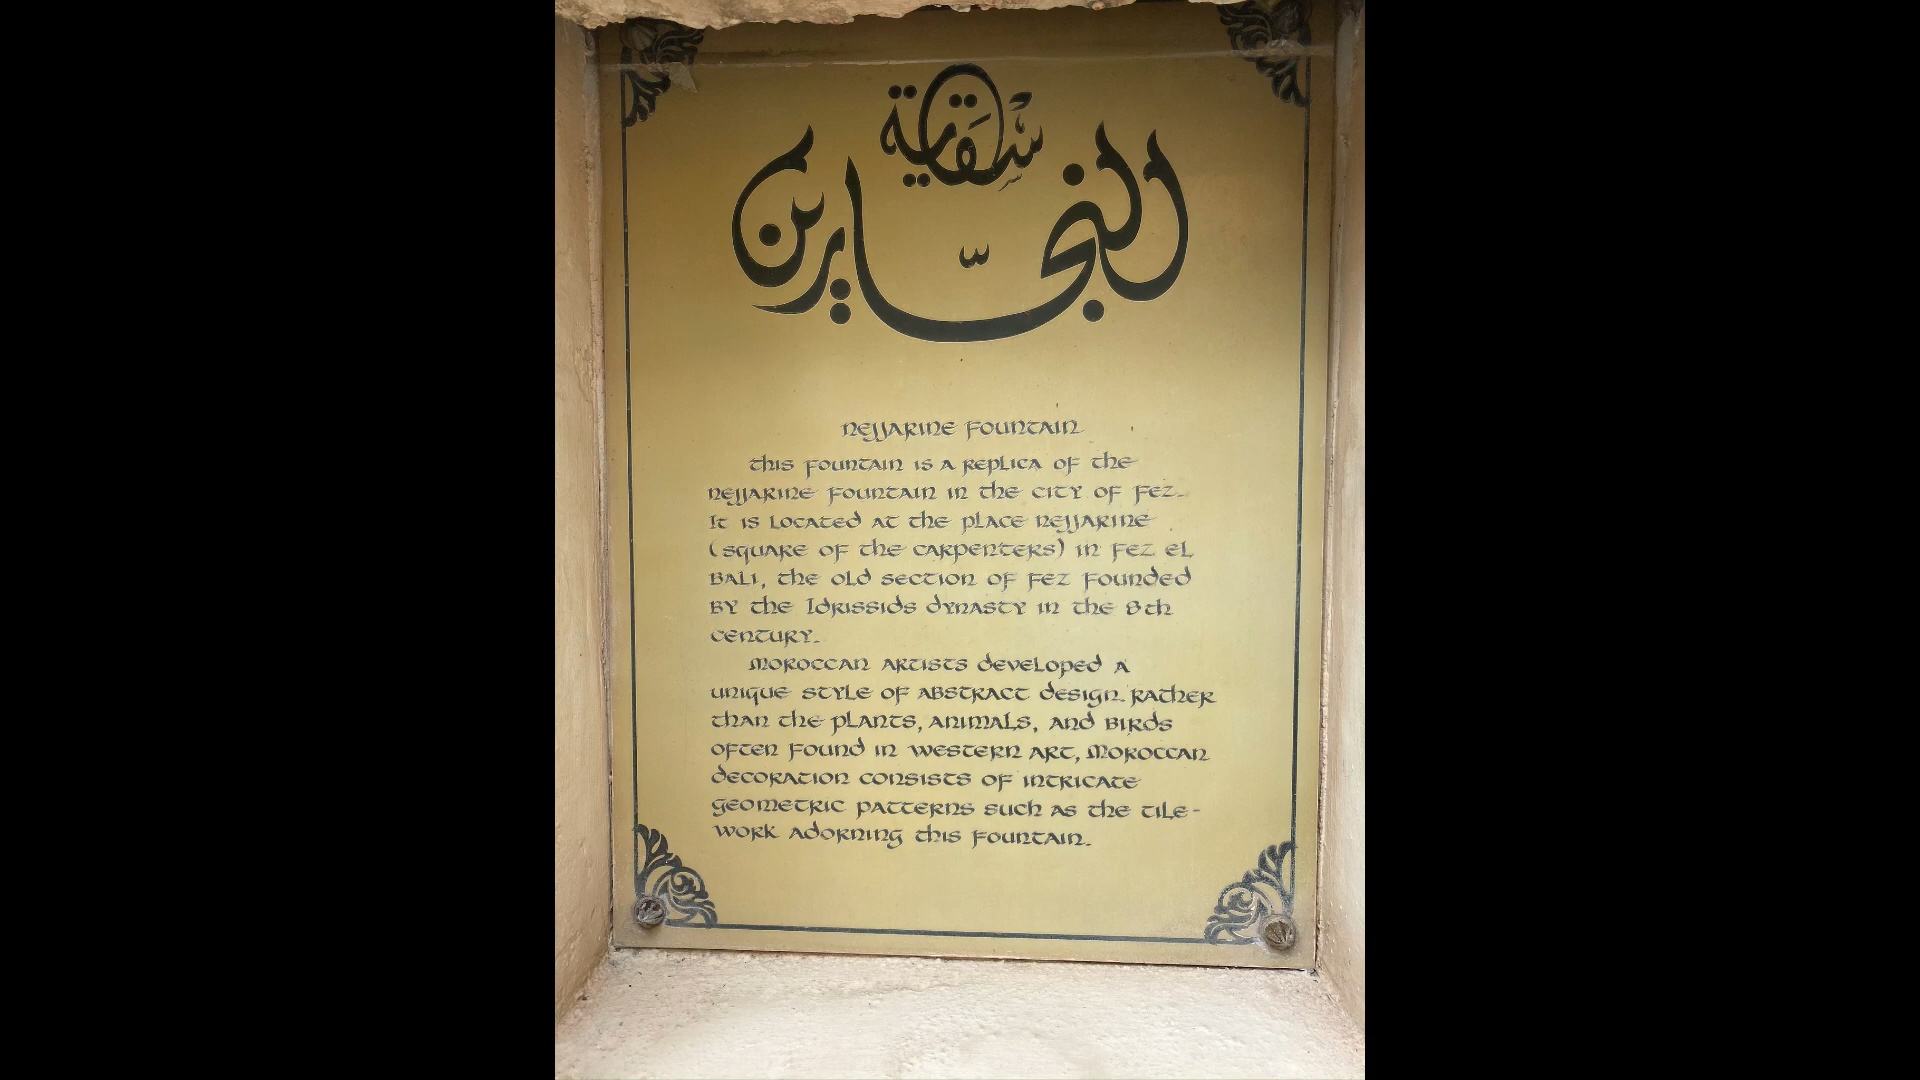 سقاية
النجّارين
Nejjarine Fountain
This fountain is a replica of the
Nejjarine Fountain in the city of Fez.
It is located at the Place Nejjarine
(Square of the Carpenters) in Fez el
Bali, the old section of Fez founded
by the Idrissids dynasty in the 8th
century.
Moroccan artists developed a
unique style of abstract design. Rather
than the plants, animals, and birds
often found in Western art, Moroccan
decoration consists of intricate
geometric patterns such as the tile-
work adorning this fountain.